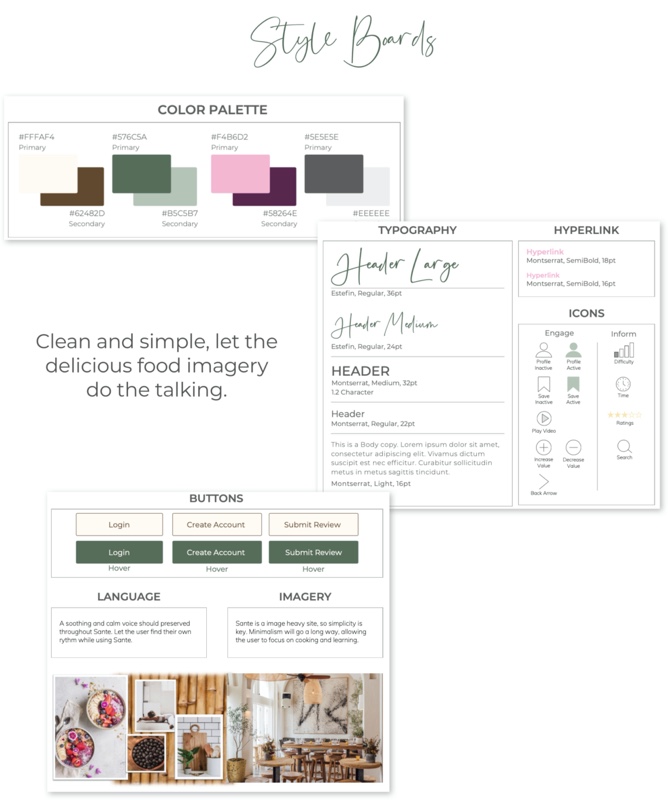 Style Boards
COLOR PALETTE
#FFFAF4
Primary
#576C5A
Primary
#F4B6D2
Primary
#5E5E5E
Primary
#62482D
Secondary
#B5C5B7
Secondary
#58264E
Secondary
#EEEEEE
Secondary
TYPOGRAPHY
Header Large
Estefin, Regular, 36pt
Header Medium
Estefin, Regular, 24pt
HEADER
Montserrat, Medium, 32pt
1.2 Character
Header
Montserrat, Regular, 22pt
This is a Body copy. Lorem ipsum dolor sit amet,
consectetur adipiscing elit. Vivamus dictum
suscipit est nec efficitur. Curabitur sollicitudin
metus in metus sagittis tincidunt.
Montserrat, Light, 16pt
HYPERLINK
Hyperlink
Montserrat, SemiBold, 18pt
Hyperlink
Montserrat, SemiBold, 16pt
ICONS
Engage
Profile
Inactive
Profile
Active
Save
Inactive
Save
Active
Play Video
Increase
Value
Decrease
Value
Back Arrow
Inform
Difficulty
Time
Ratings
Search
Clean and simple, let the
delicious food imagery
do the talking.
BUTTONS
Login
Create Account
Submit Review
Login
Create Account
Submit Review
Hover
Hover
Hover
LANGUAGE
A soothing and calm voice should preserved
throughout Sante. Let the user find their own
rythm while using Sante.
IMAGERY
Sante is a image heavy site, so simplicity is
key. Minimalism will go a long way, allowing
the user to focus on cooking and learning.